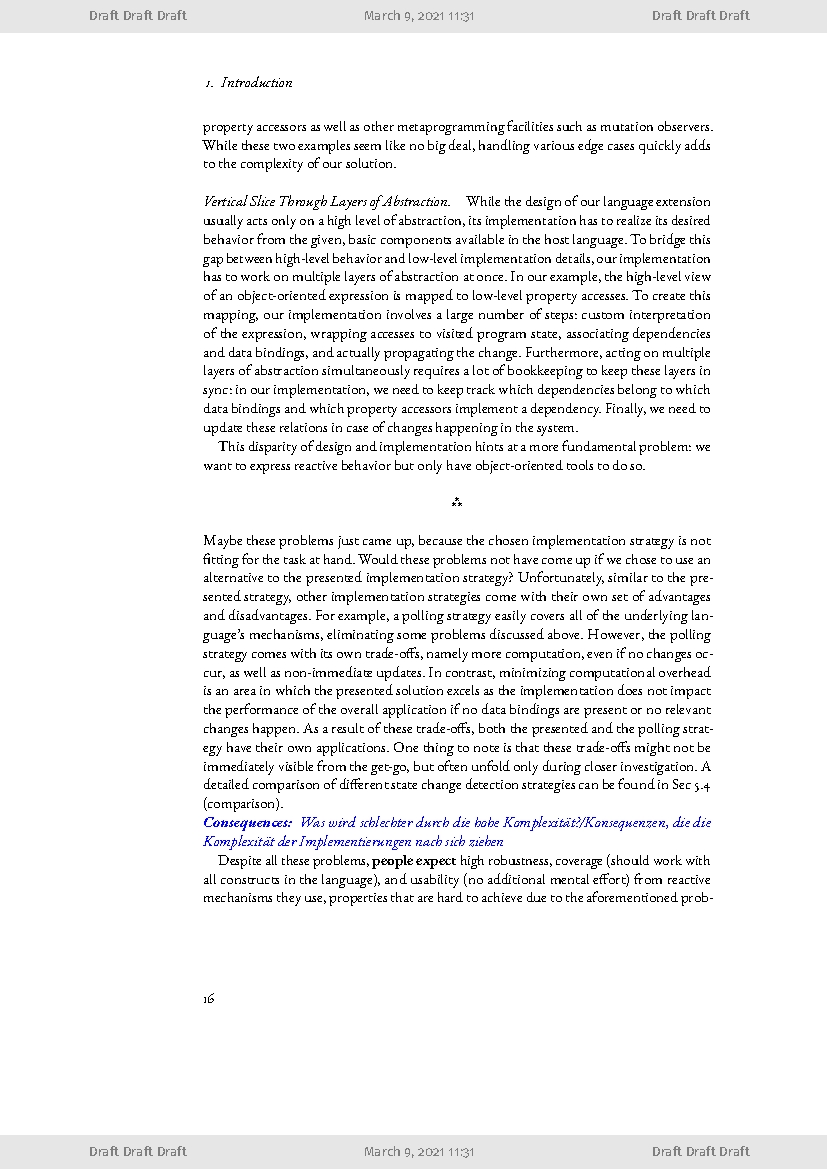 Draft Draft Draft March 9, 2021 11:31 Draft Draft Draft
1. Introduction
property accessors as well as other metaprogramming facilities such as mutation observers.
While these two examples seem like no big deal, handling various edge cases quickly adds
to the complexity of our solution.
Vertical Slice Through Layers of Abstraction. While the design of our language extension
usually acts only on a high level of abstraction, its implementation has to realize its desired
behavior from the given, basic components available in the host language. To bridge this
gap between high-level behavior and low-level implementation details, our implementation
has to work on multiple layers of abstraction at once. In our example, the high-level view
of an object-oriented expression is mapped to low-level property accesses. To create this
mapping, our implementation involves a large number of steps: custom interpretation
of the expression, wrapping accesses to visited program state, associating dependencies
and data bindings, and actually propagating the change. Furthermore, acting on multiple
layers of abstraction simultaneously requires a lot of bookkeeping to keep these layers in
sync: in our implementation, we need to keep track which dependencies belong to which
data bindings and which property accessors implement a dependency. Finally, we need to
update these relations in case of changes happening in the system.
This disparity of design and implementation hints at a more fundamental problem: we
want to express reactive behavior but only have object-oriented tools to do so.
⁂
Maybe these problems just came up, because the chosen implementation strategy is not
fitting for the task at hand. Would these problems not have come up if we chose to use an
alternative to the presented implementation strategy? Unfortunately, similar to the pre-
sented strategy, other implementation strategies come with their own set of advantages
and disadvantages. For example, a polling strategy easily covers all of the underlying lan-
guage's mechanisms, eliminating some problems discussed above. However, the polling
strategy comes with its own trade-offs, namely more computation, even if no changes oc-
cur, as well as non-immediate updates. In contrast, minimizing computational overhead
is an area in which the presented solution excels as the implementation does not impact
the performance of the overall application if no data bindings are present or no relevant
changes happen. As a result of these trade-offs, both the presented and the polling strat-
egy have their own applications. One thing to note is that these trade-offs might not be
immediately visible from the get-go, but often unfold only during closer investigation. A
detailed comparison of different state change detection strategies can be found in Sec 5.4
(comparison).
Consequences: Was wird schlechter durch die hohe Komplexität?/Konsequenzen, die die
Komplexität der Implementierungen nach sich ziehen
Despite all these problems, people expect high robustness, coverage (should work with
all constructs in the language), and usability (no additional mental effort) from reactive
mechanisms they use, properties that are hard to achieve due to the aforementioned prob-
16
Draft Draft Draft March 9, 2021 11:31 Draft Draft Draft